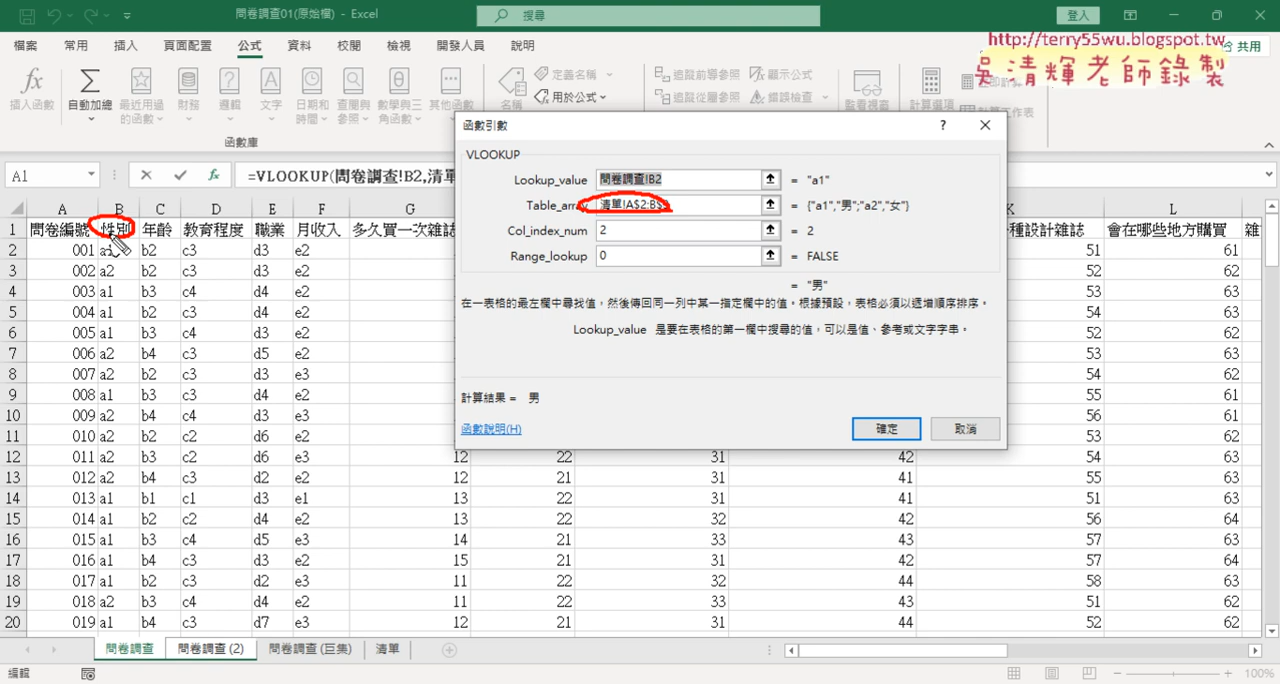 問卷調查01(原始檔) - Excel
搜尋
登入
檔案 常用 插入 頁面配置 公式 資料 校閱 檢視 開發人員 說明
共用
http://terry55wu.blogspot.tw
吳清輝老師錄製
插入函數 自動加總 最近用過的函數 財務 邏輯 文字 日期和時間 查閱與參照 數學與三角函數 其他函數
函數庫
名稱
定義名稱
用於公式
追蹤前導參照
追蹤從屬參照
顯示公式
錯誤檢查
監看視窗
計算選項
A1
=VLOOKUP(問卷調查!B2,清單
函數引數
VLOOKUP
Lookup_value 問卷調查!B2 = "a1"
Table_array 清單!A$2:B$3 = {"a1","男";"a2","女"}
Col_index_num 2 = 2
Range_lookup 0 = FALSE
= "男"
在一表格的最左欄中尋找值，然後傳回同一列中某一指定欄中的值。根據預設，表格必須以遞增順序排序。
Lookup_value 是要在表格的第一欄中搜尋的值，可以是值、參考或文字字串。
計算結果 = 男
函數說明(H)
確定 取消
A B C D E F G K L
1 問卷編號 性別 年齡 教育程度 職業 月收入 多久買一次雜誌 種設計雜誌 會在哪些地方購買 雜
2 001 a1 b2 c3 d3 e2 51 61
3 002 a2 b2 c3 d3 e2 52 62
4 003 a1 b3 c4 d4 e2 53 63
5 004 a1 b2 c3 d4 e2 54 63
6 005 a1 b3 c4 d3 e2 52 62
7 006 a2 b4 c3 d5 e2 53 63
8 007 a2 b2 c3 d3 e3 54 62
9 008 a1 b3 c3 d4 e2 55 61
10 009 a2 b4 c4 d3 e3 56 61
11 010 a2 b2 c2 d6 e2 53 62
12 011 a2 b3 c2 d6 e3 12 22 31 42 54 63
13 012 a2 b4 c3 d3 e2 12 21 31 41 55 63
14 013 a1 b1 c1 d3 e1 13 22 31 41 51 63
15 014 a1 b2 c2 d4 e2 13 22 32 42 56 64
16 015 a1 b3 c4 d5 e3 14 21 33 43 57 63
17 016 a1 b4 c3 d3 e2 15 21 31 42 57 64
18 017 a1 b2 c3 d2 e3 11 22 32 44 58 63
19 018 a2 b3 c4 d4 e2 11 22 33 43 51 62
20 019 a1 b4 c3 d7 e3 12 21 31 44 52 62
問卷調查 問卷調查 (2) 問卷調查 (巨集) 清單
編輯
100%